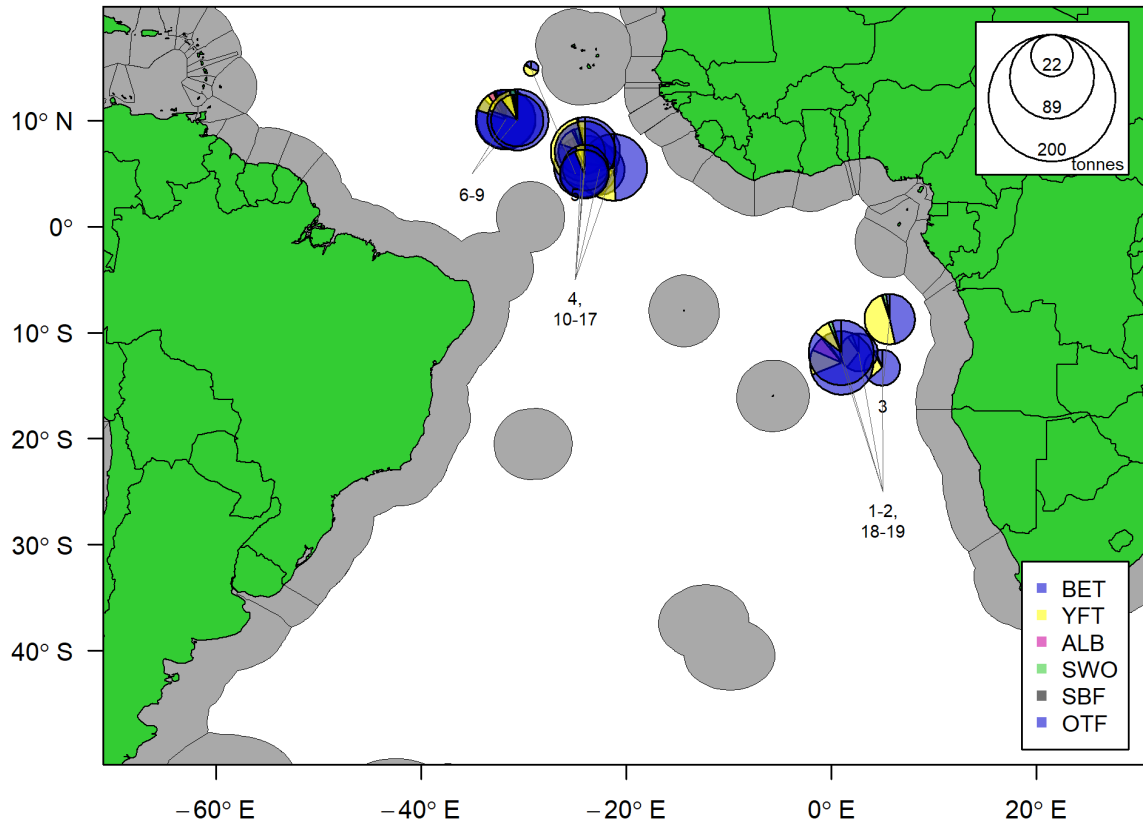 22
89
200
tonnes
10° N
0°
10° S
20° S
30° S
40° S
6-9
5
4,
10-17
3
1-2,
18-19
BET
YFT
ALB
SWO
SBF
OTF
−60° E
−40° E
−20° E
0° E
20° E